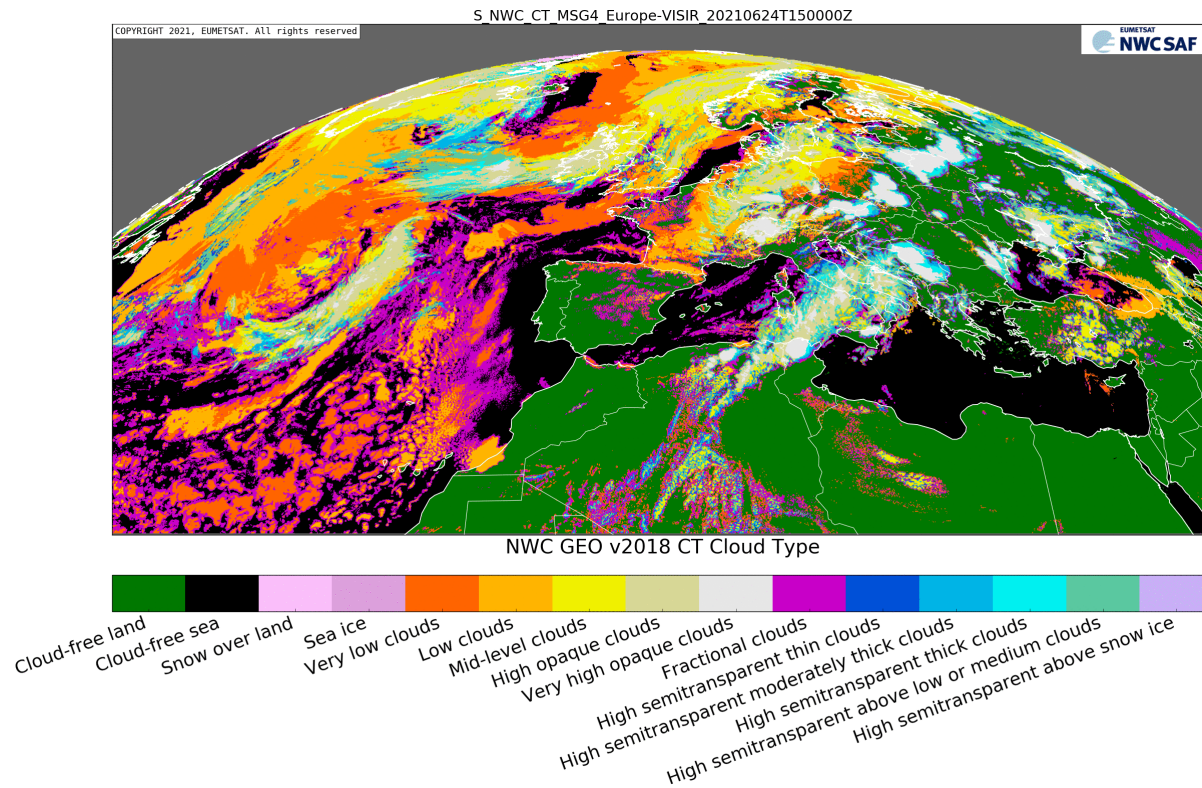 S_NWC_CT_MSG4_Europe-VISIR_20210624T150000Z
COPYRIGHT 2021, EUMETSAT. All rights reserved
EUMETSAT
NWC SAF
NWC GEO v2018 CT Cloud Type
Cloud-free land
Cloud-free sea
Snow over land
Sea ice
Very low clouds
Low clouds
Mid-level clouds
High opaque clouds
Very high opaque clouds
Fractional clouds
High semitransparent thin clouds
High semitransparent moderately thick clouds
High semitransparent thick clouds
High semitransparent above low or medium clouds
High semitransparent above snow ice